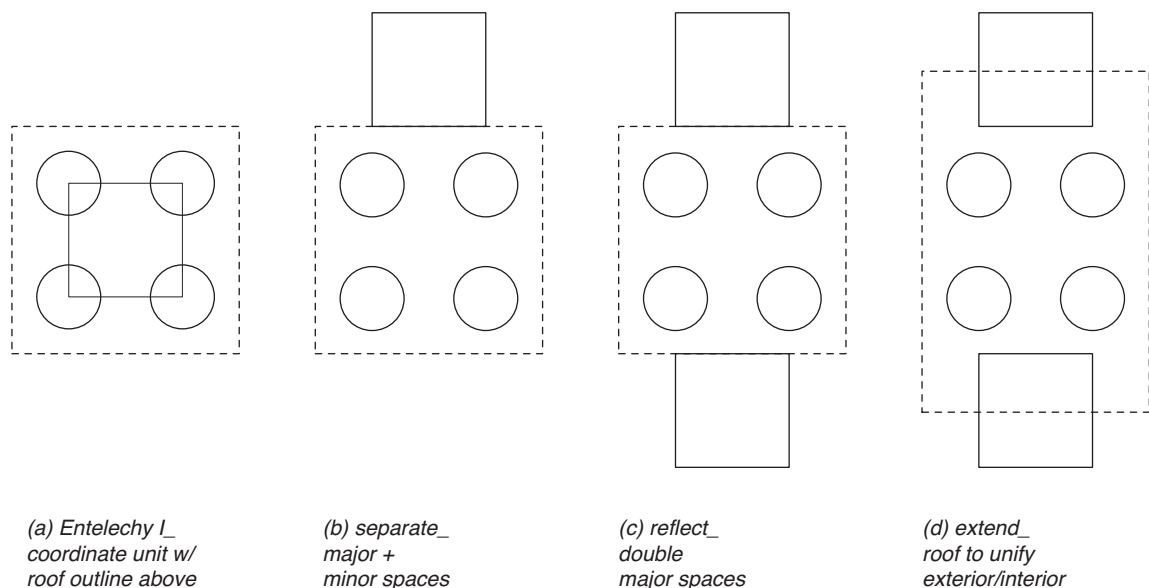 (a) Entelechy I_
coordinate unit w/
roof outline above
(b) separate_
major +
minor spaces
(c) reflect_
double
major spaces
(d) extend_
roof to unify
exterior/interior